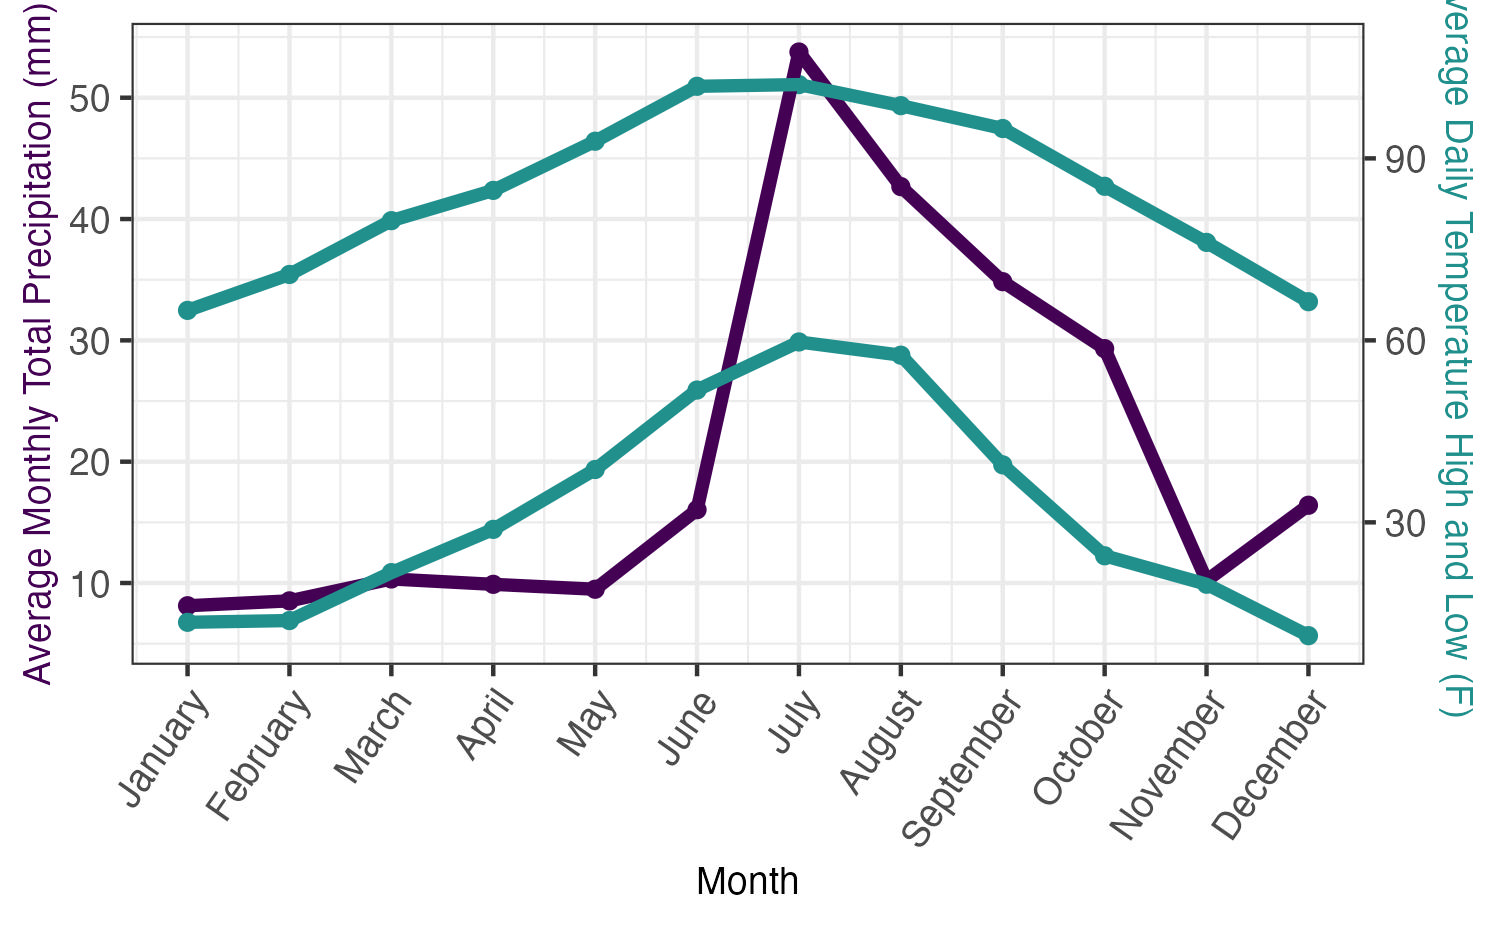 Average Monthly Total Precipitation (mm)
50
40
30
20
10
90
60
30
verage Daily Temperature High and Low (F)
January
February
March
April
May
June
July
August
September
October
November
December
Month